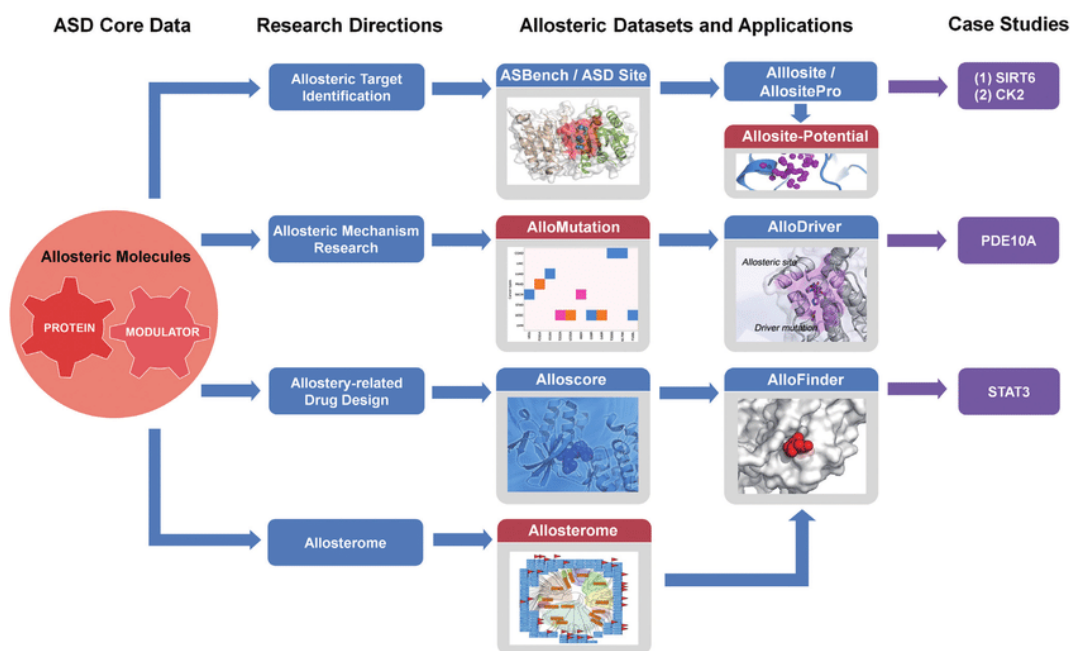 ASD Core Data
Research Directions
Allosteric Datasets and Applications
Case Studies
Allosteric Molecules
PROTEIN
MODULATOR
Allosteric Target
Identification
ASBench / ASD Site
Alllosite /
AllositePro
(1) SIRT6
(2) CK2
Allosite-Potential
Allosteric Mechanism
Research
AlloMutation
AlloDriver
Allosteric site
Driver mutation
PDE10A
Allostery-related
Drug Design
Alloscore
AlloFinder
STAT3
Allosterome
Allosterome